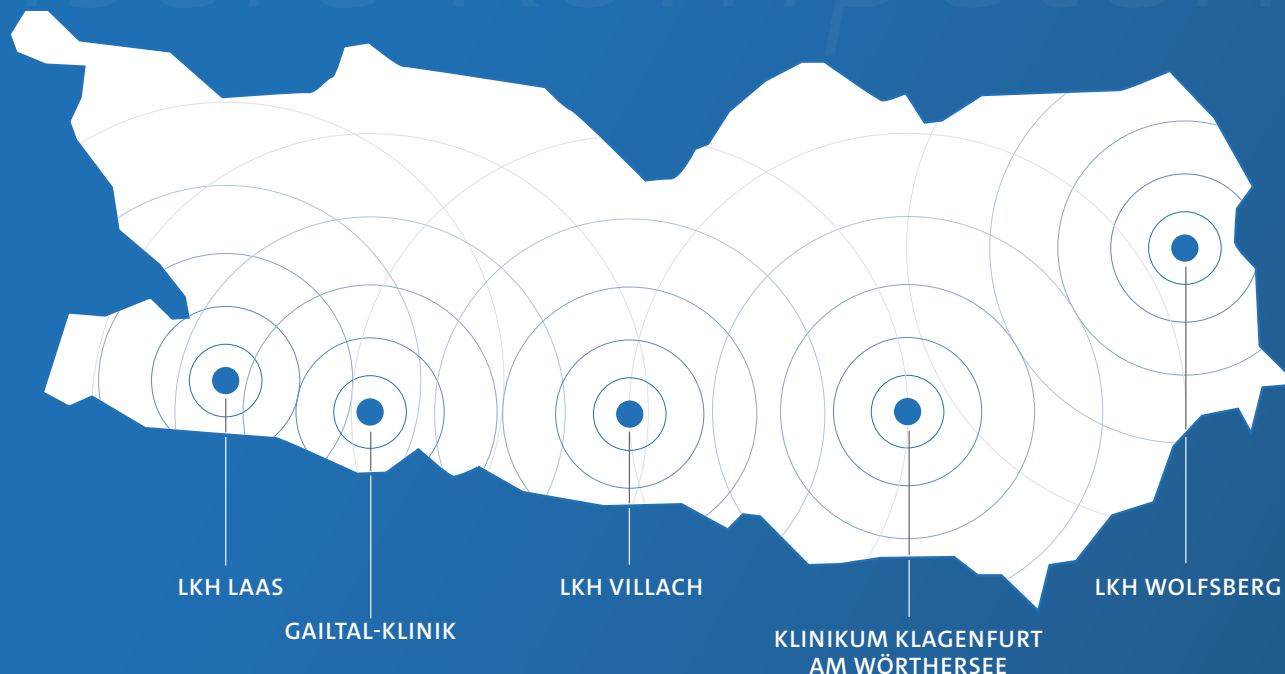 LKH LAAS
GAILTAL-KLINIK
LKH VILLACH
KLINIKUM KLAGENFURT
AM WÖRTHERSEE
LKH WOLFSBERG